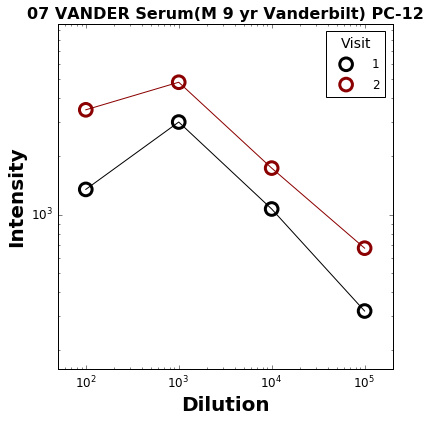 07 VANDER Serum(M 9 yr Vanderbilt) PC-12
Visit
1
2
Intensity
10³
10² 10³ 10⁴ 10⁵
Dilution